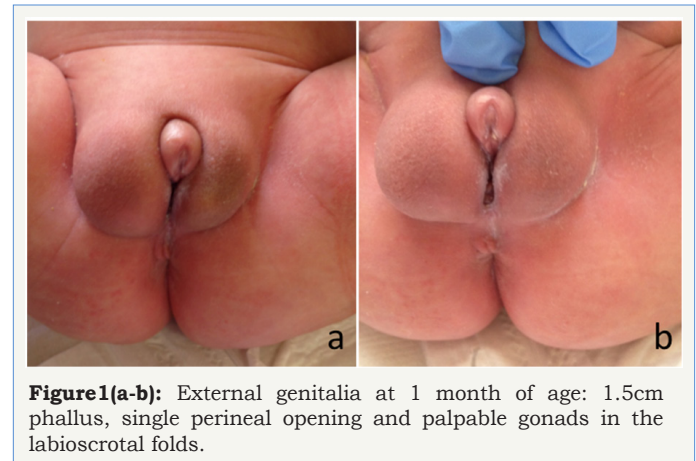 a
b
Figure1(a-b): External genitalia at 1 month of age: 1.5cm
phallus, single perineal opening and palpable gonads in the
labioscrotal folds.